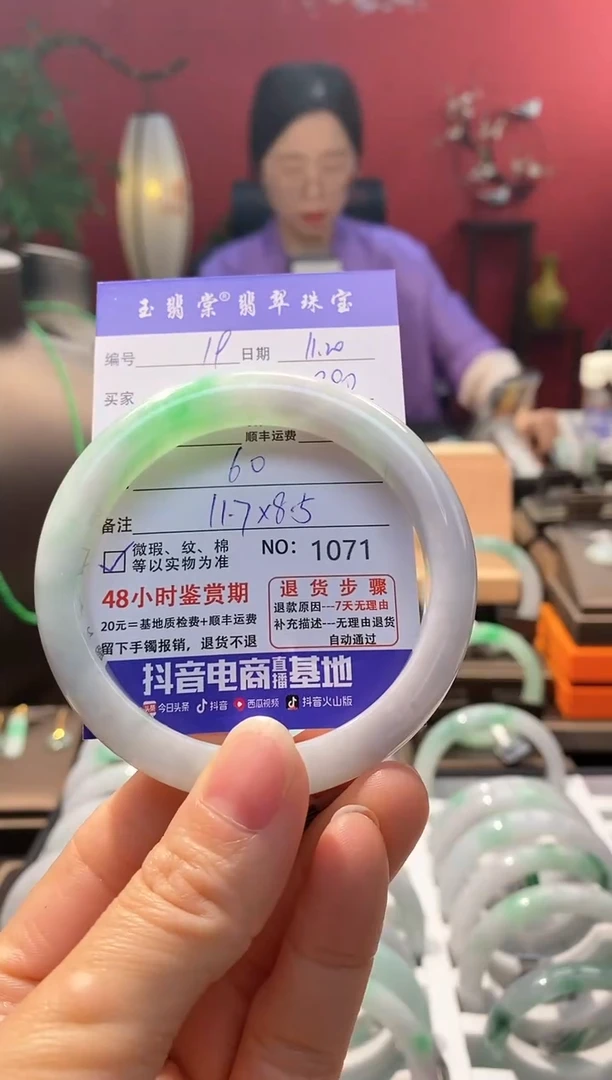 玉翡棠® 翡翠珠宝
编号 19 日期 11.20
买家
顺丰运费
60
备注 11.7×8.5
微瑕、纹、棉
等以实物为准
NO: 1071
48小时鉴赏期
20元=基地质检费+顺丰运费
留下手镯报销，退货不退
退货步骤
退款原因---7天无理由
补充描述---无理由退货
自动通过
抖音电商直播基地
头条 今日头条 抖音 西瓜视频 抖音火山版